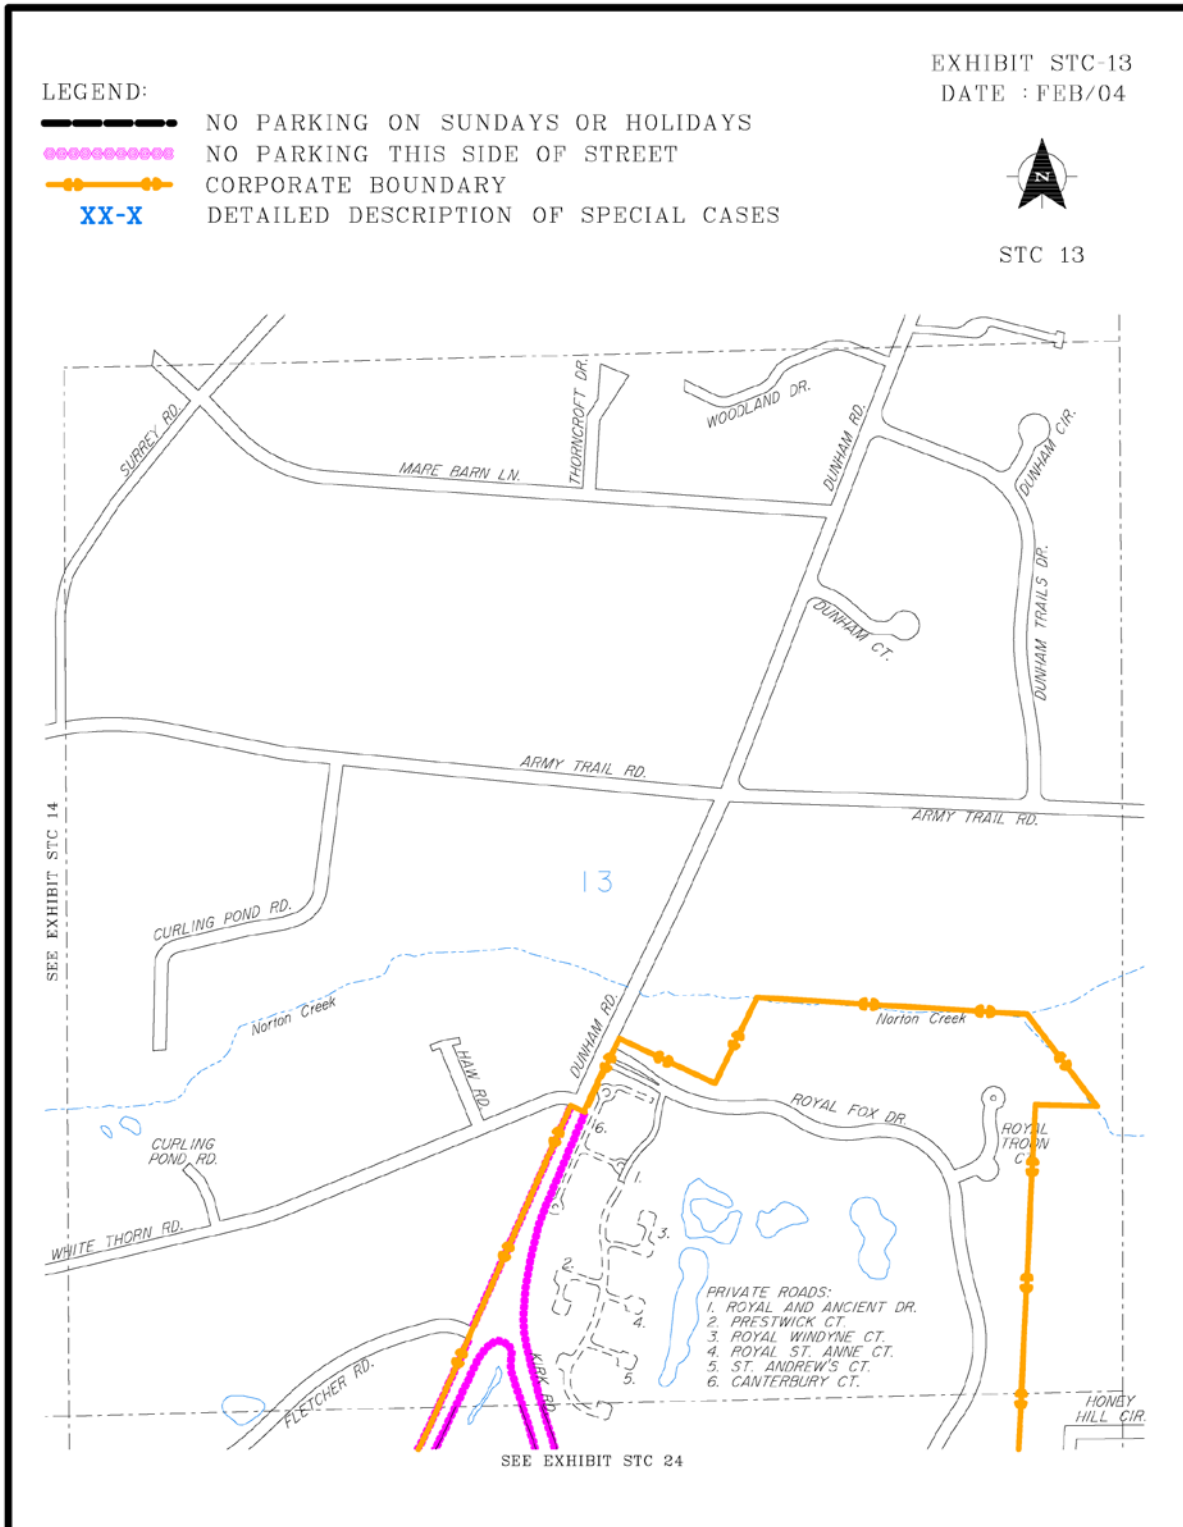 EXHIBIT STC-13
DATE : FEB/04
LEGEND:
NO PARKING ON SUNDAYS OR HOLIDAYS
NO PARKING THIS SIDE OF STREET
CORPORATE BOUNDARY
XX-X DETAILED DESCRIPTION OF SPECIAL CASES
N
STC 13
SURREY RD.
MARE BARN LN.
THORNCROFT DR.
WOODLAND DR.
DUNHAM RD.
DUNHAM CIR.
DUNHAM TRAILS DR.
DUNHAM CT.
ARMY TRAIL RD.
ARMY TRAIL RD.
SEE EXHIBIT STC 14
13
CURLING POND RD.
Norton Creek
Norton Creek
DUNHAM RD.
HAW RD.
ROYAL FOX DR.
ROYAL
TROON
CURLING
POND RD.
WHITE THORN RD.
6.
1.
3.
2.
4.
5.
PRIVATE ROADS:
1. ROYAL AND ANCIENT DR.
2. PRESTWICK CT.
3. ROYAL WINDYNE CT.
4. ROYAL ST. ANNE CT.
5. ST. ANDREW'S CT.
6. CANTERBURY CT.
FLETCHER RD.
KIRK RD.
HONEY
HILL CIR.
SEE EXHIBIT STC 24